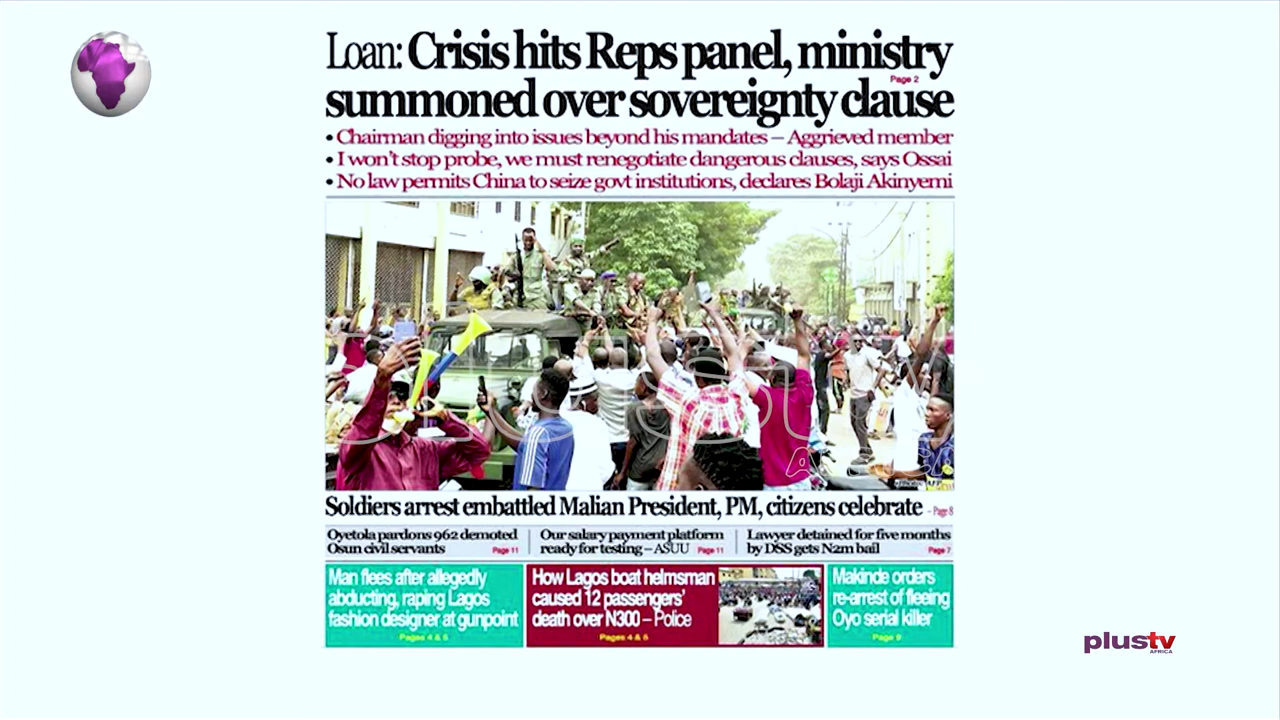 Loan: Crisis hits Reps panel, ministry
Page 2
summoned over sovereignty clause
• Chairman digging into issues beyond his mandates – Aggrieved member
• I won't stop probe, we must renegotiate dangerous clauses, says Ossai
• No law permits China to seize govt institutions, declares Bolaji Akinyemi
plustv
AFRICA
Soldiers arrest embattled Malian President, PM, citizens celebrate – Page 8
Oyetola pardons 962 demoted
Osun civil servants Page 11
Our salary payment platform
ready for testing – ASUU Page 11
Lawyer detained for five months
by DSS gets N2m bail Page 7
Man flees after allegedly
abducting, raping Lagos
fashion designer at gunpoint
Pages 4 & 5
How Lagos boat helmsman
caused 12 passengers'
death over N300 – Police
Pages 4 & 5
Makinde orders
re-arrest of fleeing
Oyo serial killer
Page 9
plustv
AFRICA